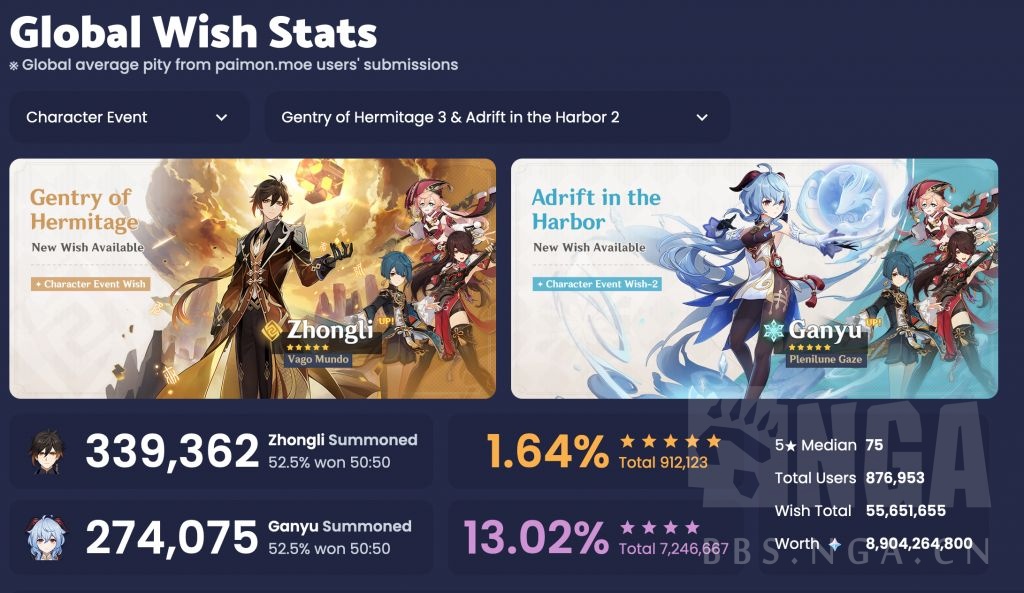 Global Wish Stats
※ Global average pity from paimon.moe users' submissions
Character Event
Gentry of Hermitage 3 & Adrift in the Harbor 2
Gentry of
Hermitage
New Wish Available
Character Event Wish
Zhongli UP!
Vago Mundo
Adrift in the
Harbor
New Wish Available
Character Event Wish-2
Ganyu UP!
Plenilune Gaze
339,362 Zhongli Summoned
52.5% won 50:50
274,075 Ganyu Summoned
52.5% won 50:50
1.64% ★★★★★
Total 912,123
13.02% ★★★★
Total 7,246,667
5★ Median 75
Total Users 876,953
Wish Total 55,651,655
Worth 8,904,264,800
NGA
BBS.NGA.CN